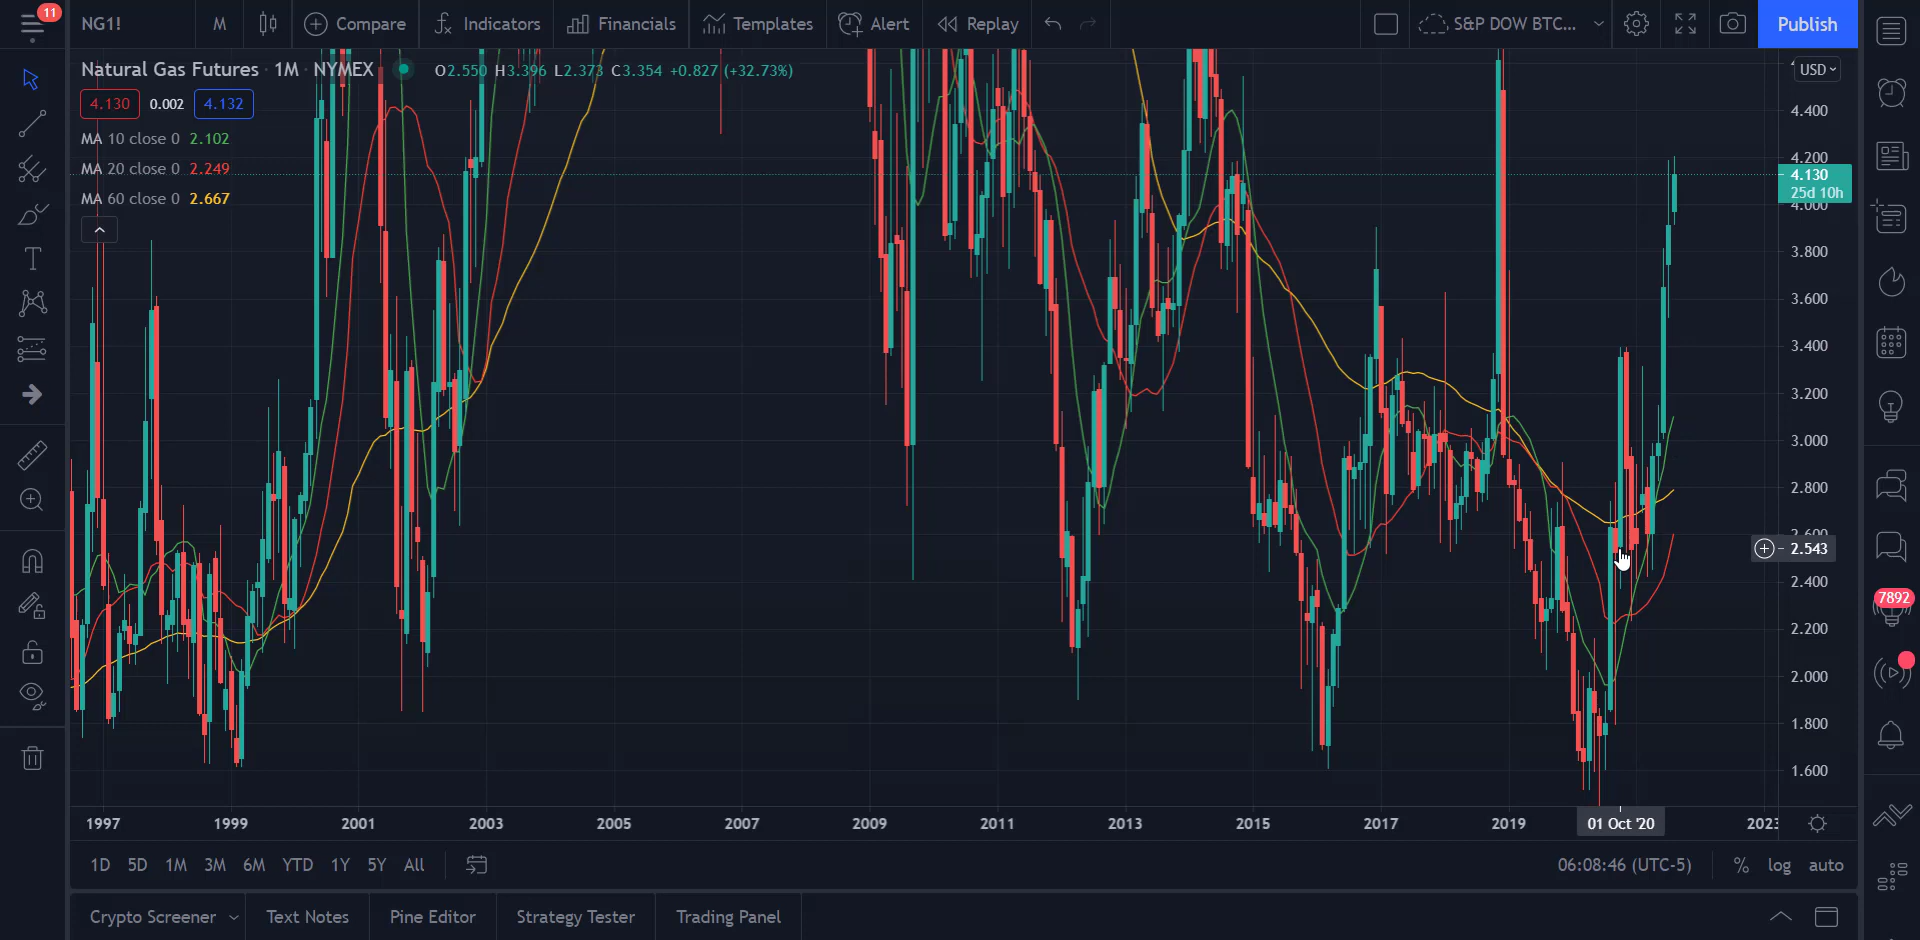 11
NG1!
M
Compare
Indicators
Financials
Templates
Alert
Replay
S&P DOW BTC...
Publish
Natural Gas Futures · 1M · NYMEX
O2.550 H3.396 L2.373 C3.354 +0.827 (+32.73%)
USD
4.130 0.002 4.132
MA 10 close 0 2.102
MA 20 close 0 2.249
MA 60 close 0 2.667
4.400
4.200
4.130
25d 10h
4.000
3.800
3.600
3.400
3.200
3.000
2.800
2.600
2.543
2.400
2.200
2.000
1.800
1.600
7892
1997 1999 2001 2003 2005 2007 2009 2011 2013 2015 2017 2019 01 Oct '20 2023
1D 5D 1M 3M 6M YTD 1Y 5Y All
06:08:46 (UTC-5) % log auto
Crypto Screener Text Notes Pine Editor Strategy Tester Trading Panel